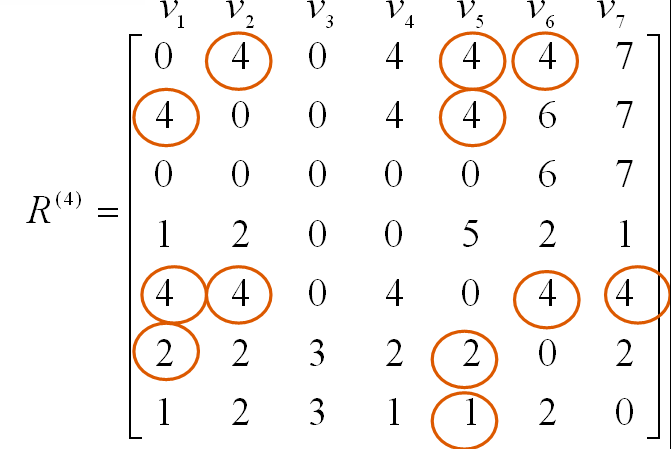 v₁ v₂ v₃ v₄ v₅ v₆ v₇
0 4 0 4 4 4 7
4 0 0 4 4 6 7
0 0 0 0 0 6 7
R⁽⁴⁾ =
1 2 0 0 5 2 1
4 4 0 4 0 4 4
2 2 3 2 2 0 2
1 2 3 1 1 2 0